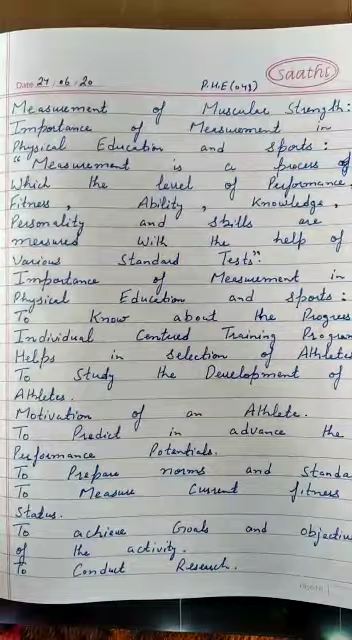 Saathi
Date 24.06.20 P.H.E (048)
Measurement of Muscular Strength:
Importance of Measurement in
Physical Education and sports:
"Measurement is a process of
Which the level of Performance,
Fitness, Ability, Knowledge,
Personality and skills are
measured With the help of
Various Standard Tests".
Importance of Measurement in
Physical Education and sports:
To Know about the Progress
Individual Centred Training Program
Helps in selection of Athletes
To Study the Development of
Athletes.
Motivation of an Athlete.
To Predict in advance the
Performance Potentials.
To Prepare norms and Standa
To Measure Current fitness
Status.
To achieve Goals and objectiv
of the activity.
To Conduct Research.